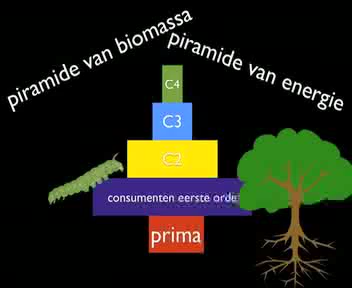 piramide van biomassa
piramide van energie
C4
C3
C2
consumenten eerste orde
prima